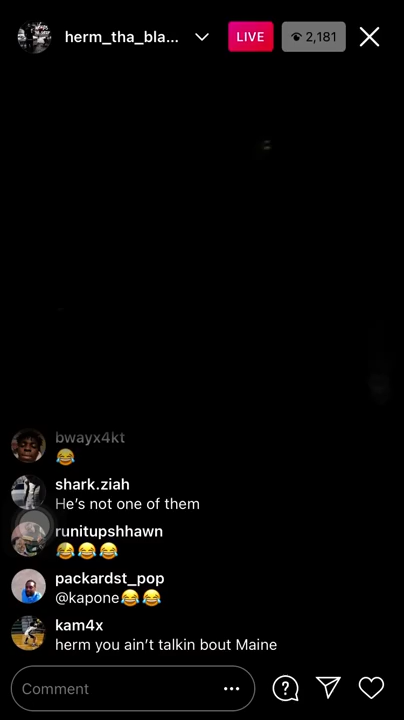 herm_tha_bla...
LIVE
2,181
bwayx4kt
😂
shark.ziah
He's not one of them
runitupshhawn
😂😂😂
packardst_pop
@kapone😂😂
kam4x
herm you ain't talkin bout Maine
Comment